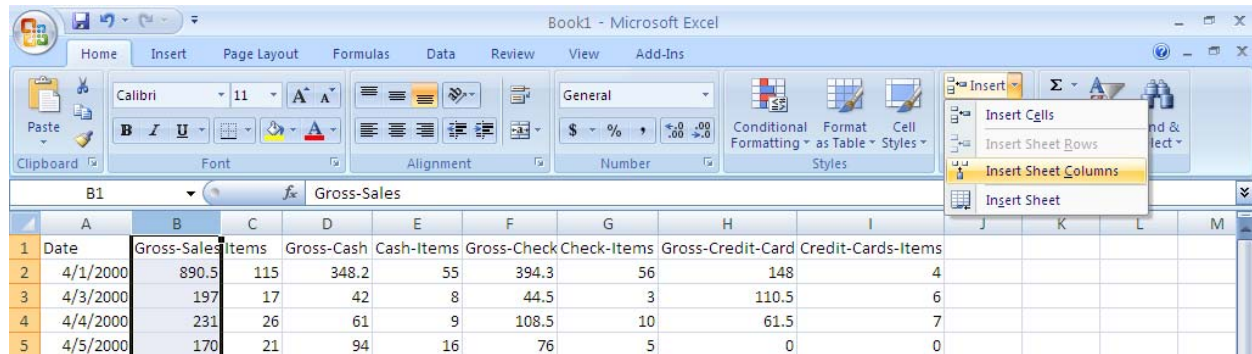 Book1 - Microsoft Excel
Home Insert Page Layout Formulas Data Review View Add-Ins
Paste
Clipboard
Calibri 11 A A
B I U A
Font
Alignment
General
$ % , .0 .00 .00 .0
Number
Conditional Formatting
Format as Table
Cell Styles
Styles
Insert Σ
Insert Cells
Insert Sheet Rows
Insert Sheet Columns
Insert Sheet
B1 fx Gross-Sales
A B C D E F G H I J K L M
1 Date Gross-Sales Items Gross-Cash Cash-Items Gross-Check Check-Items Gross-Credit-Card Credit-Cards-Items
2 4/1/2000 890.5 115 348.2 55 394.3 56 148 4
3 4/3/2000 197 17 42 8 44.5 3 110.5 6
4 4/4/2000 231 26 61 9 108.5 10 61.5 7
5 4/5/2000 170 21 94 16 76 5 0 0